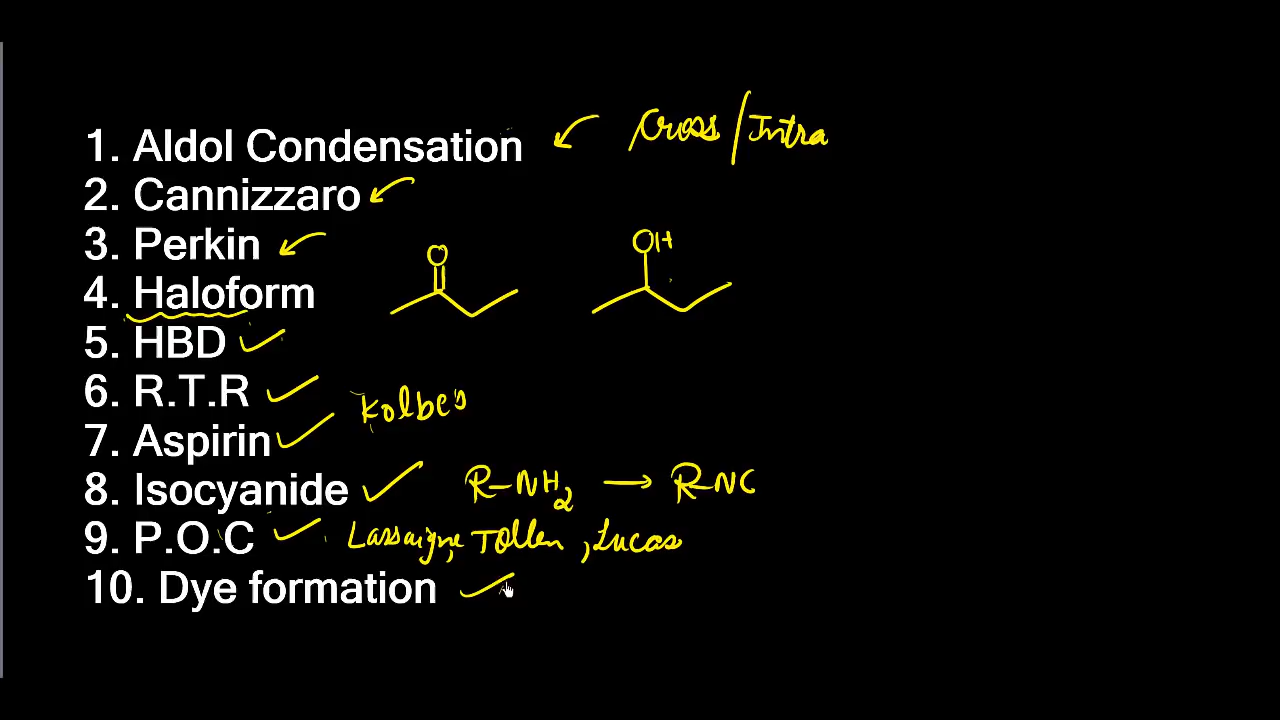 1. Aldol Condensation Cross/Intra
2. Cannizzaro
3. Perkin
O OH
4. Haloform
5. HBD
6. R.T.R
Kolbe's
7. Aspirin
8. Isocyanide R-NH2 → R-NC
9. P.O.C Lassaigne, Tollen, Lucas
10. Dye formation